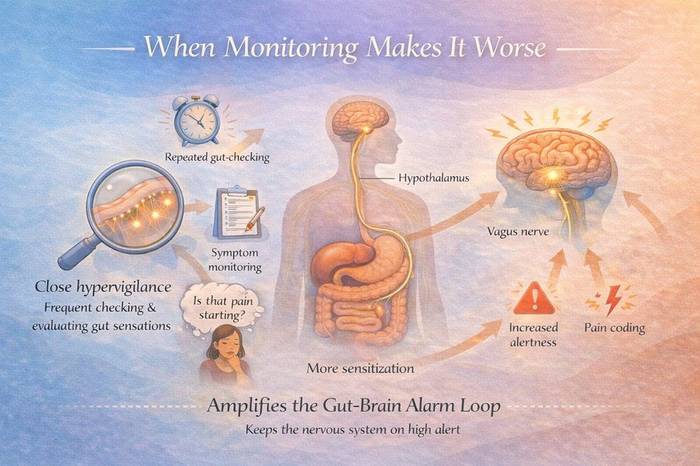 When Monitoring Makes It Worse
Repeated gut-checking
Hypothalamus
Symptom
monitoring
Vagus nerve
Close hypervigilance
Frequent checking &
evaluating gut sensations
Is that pain
starting?
Increased
alertness
Pain coding
More sensitization
Amplifies the Gut-Brain Alarm Loop
Keeps the nervous system on high alert